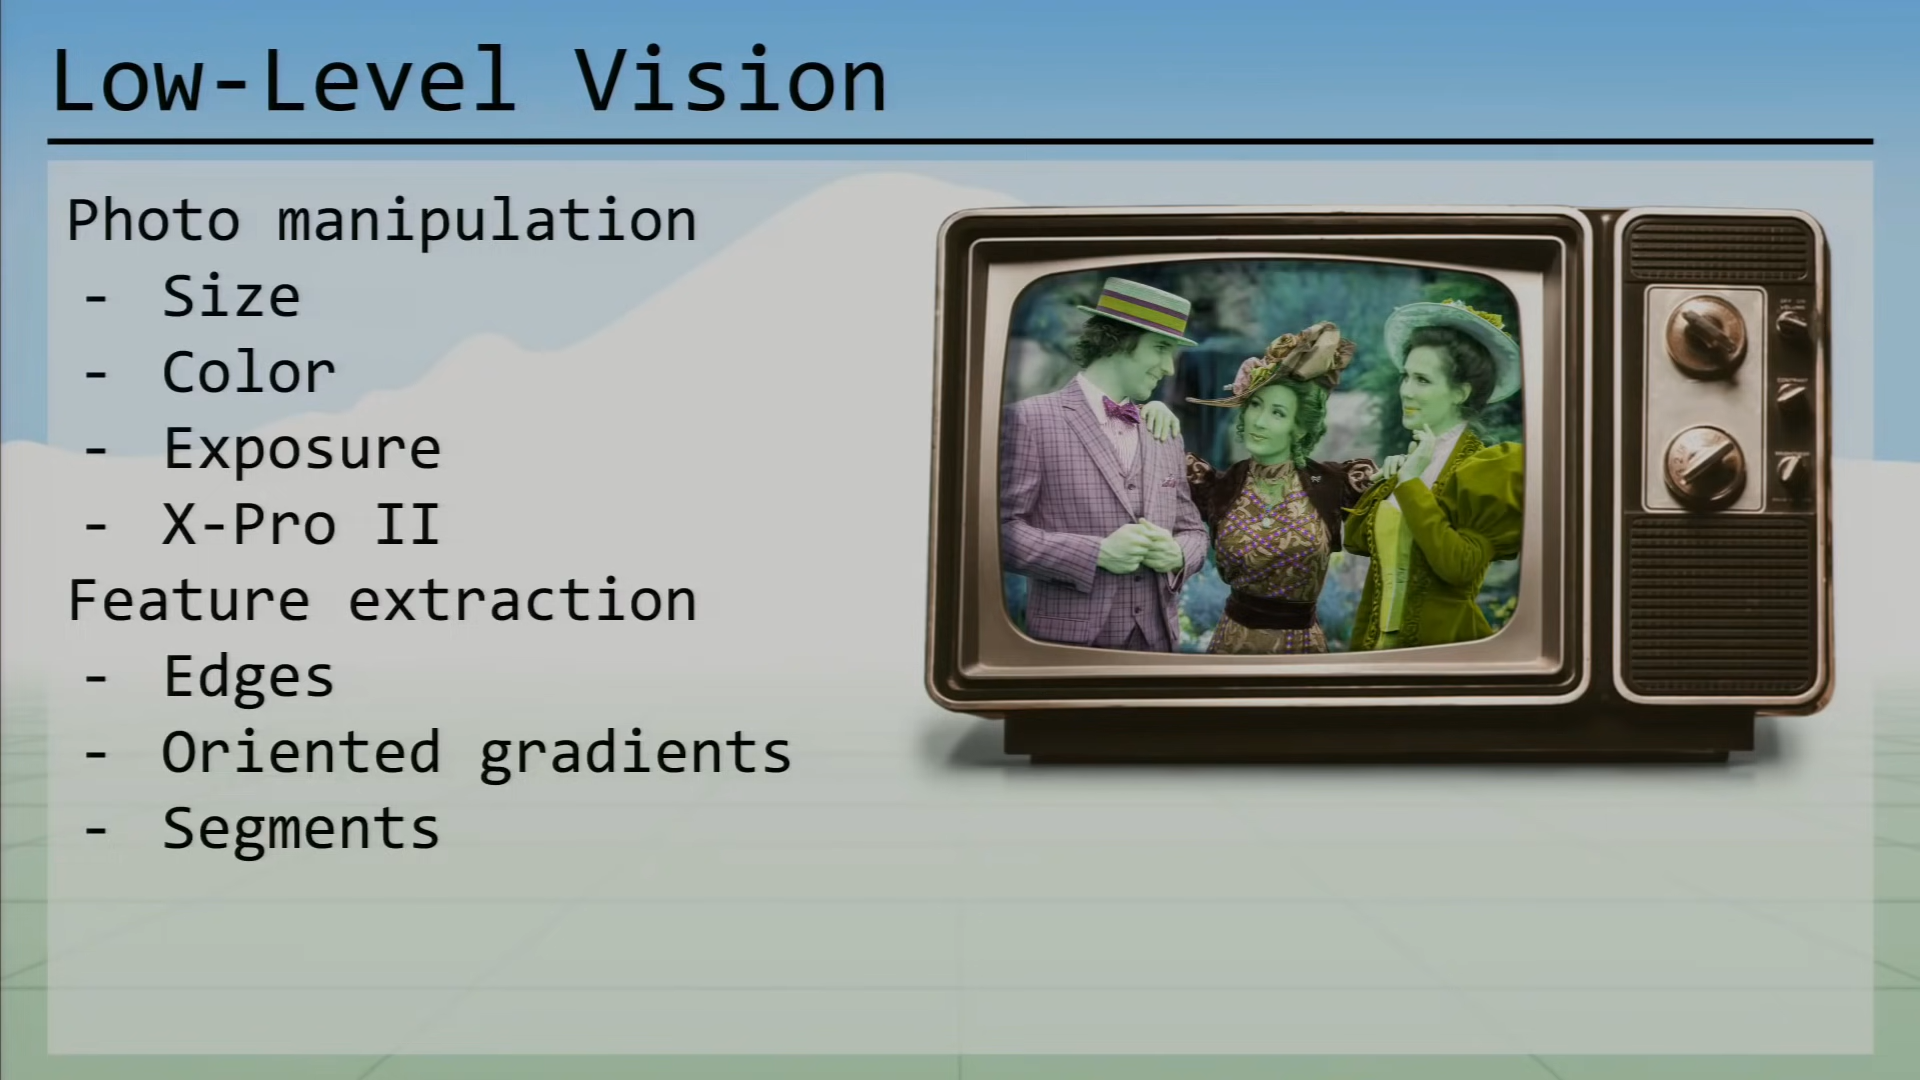 Low-Level Vision
Photo manipulation
- Size
- Color
- Exposure
- X-Pro II
Feature extraction
- Edges
- Oriented gradients
- Segments